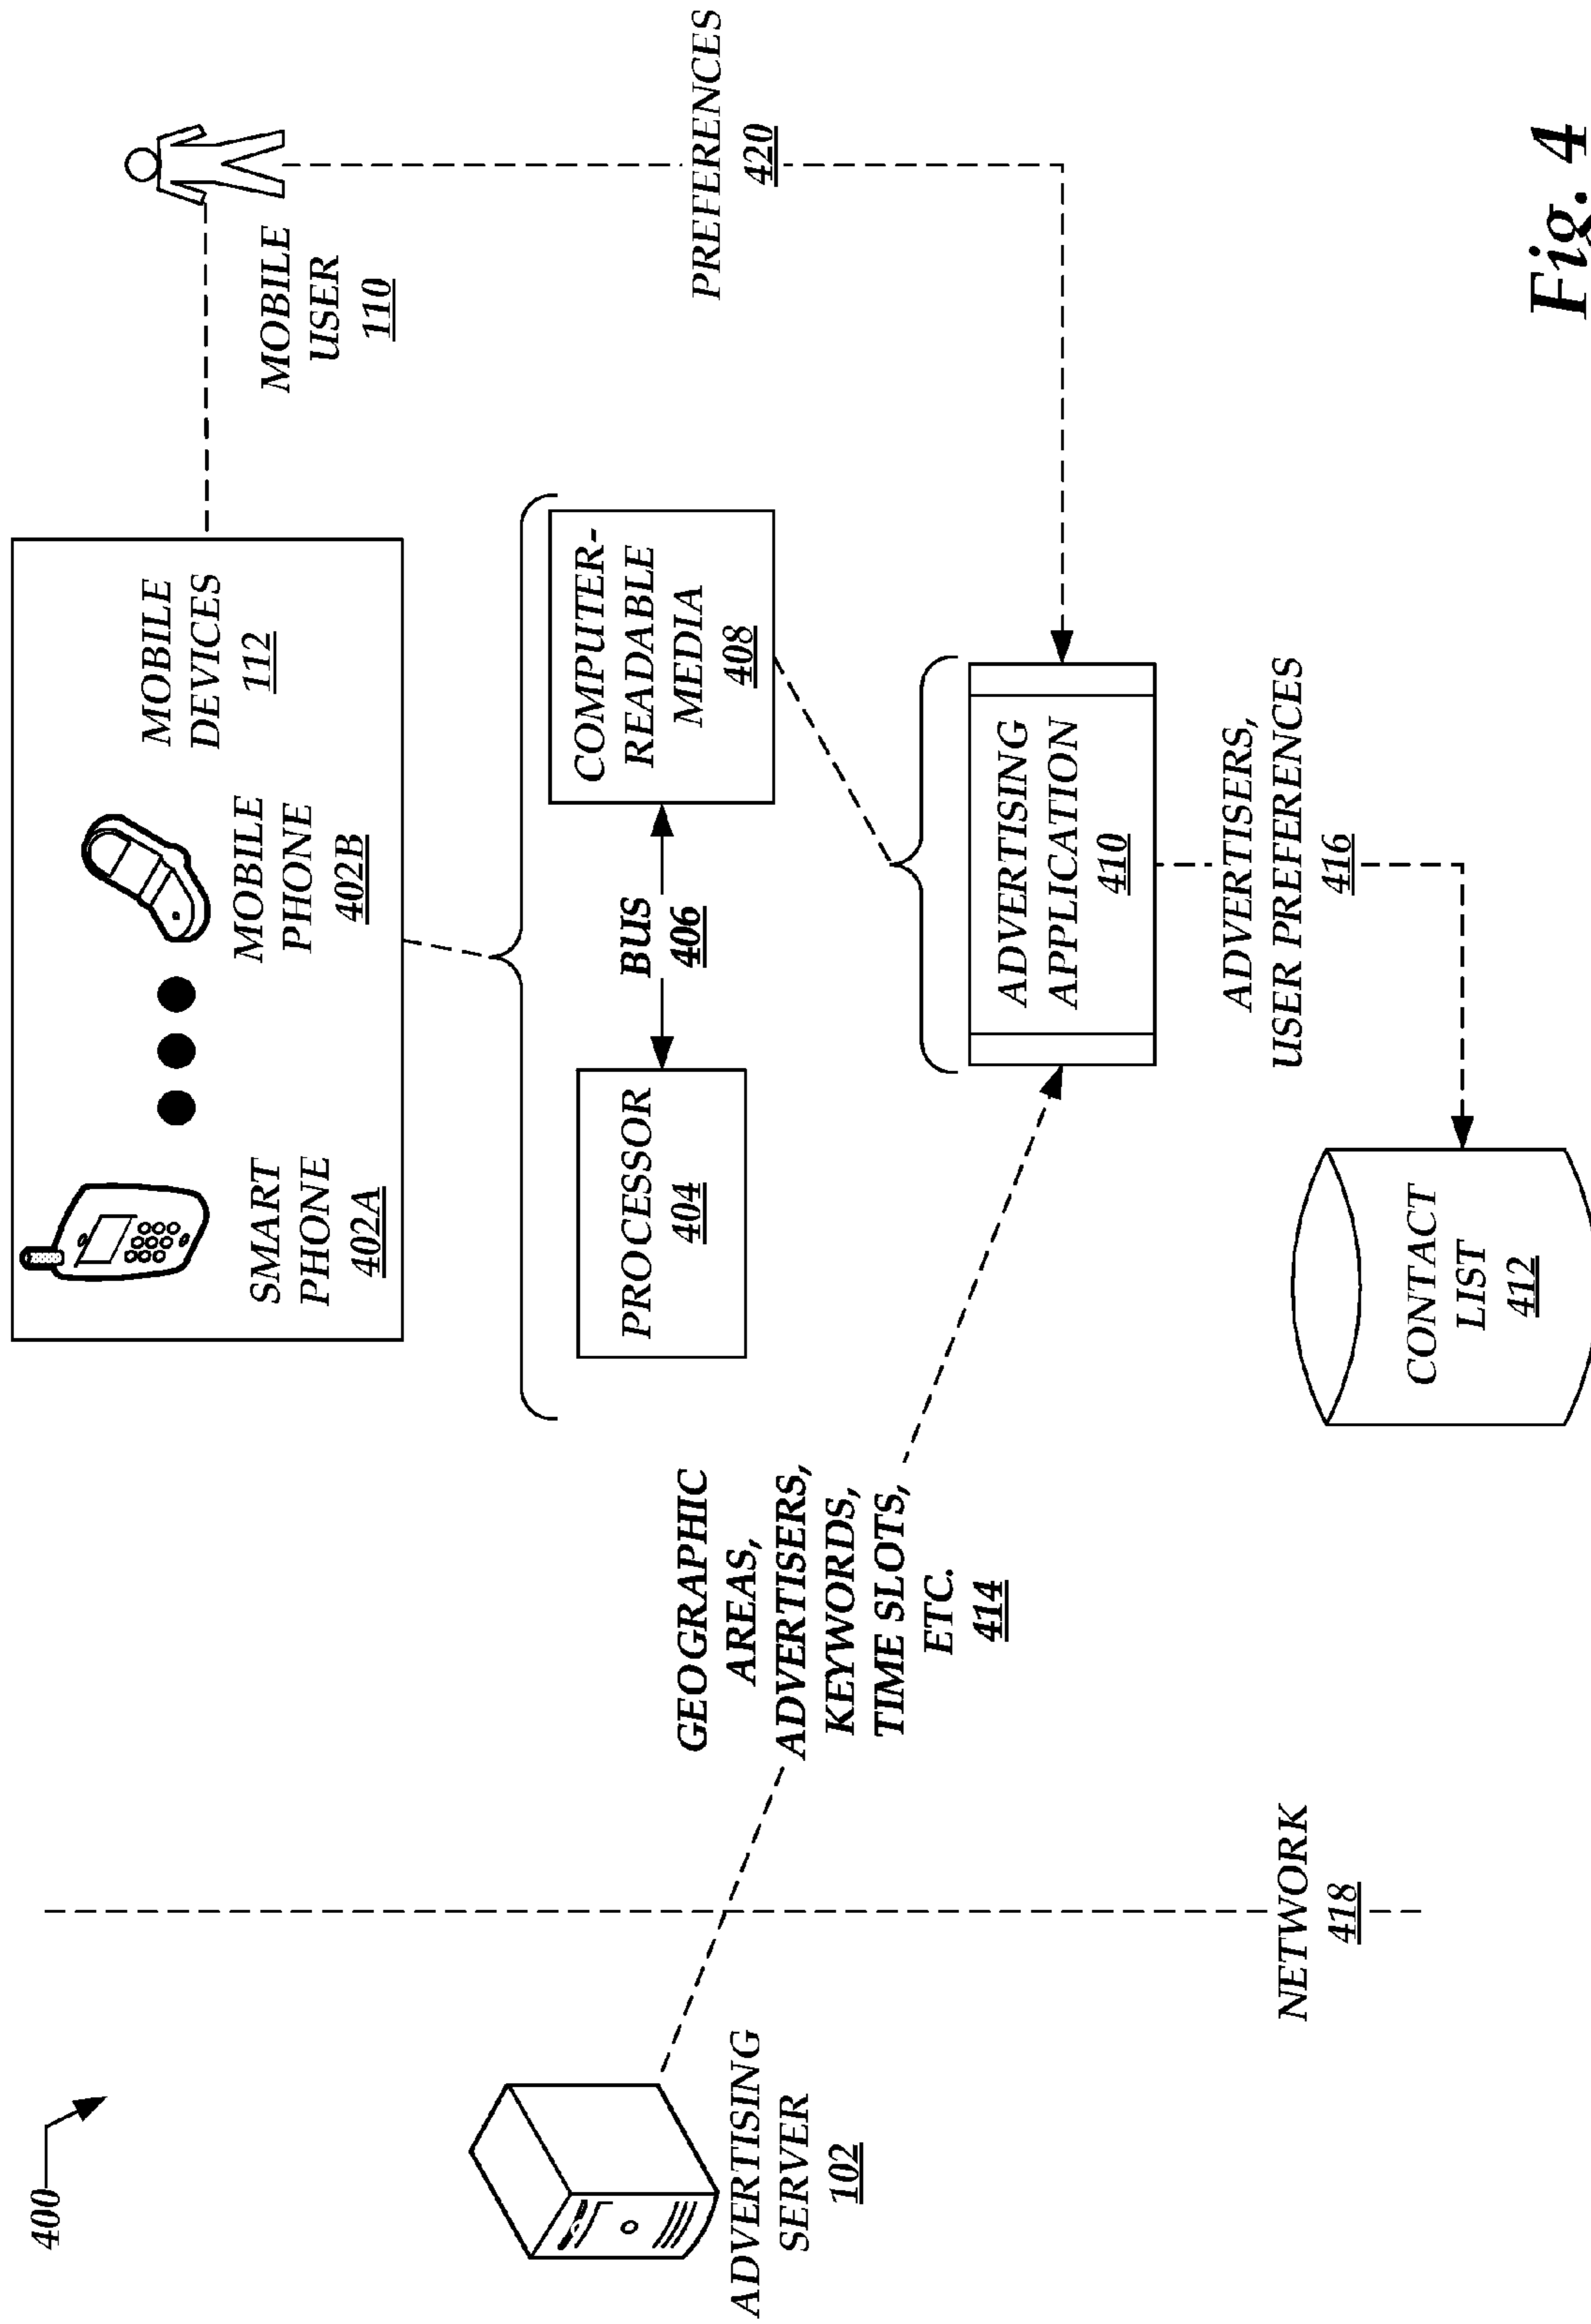 400
SMART
PHONE
402A
MOBILE
PHONE
402B
MOBILE
DEVICES
112
MOBILE
USER
110
PROCESSOR
404
BUS
406
COMPUTER-
READABLE
MEDIA
408
PREFERENCES
420
ADVERTISING
SERVER
102
GEOGRAPHIC
AREAS,
ADVERTISERS,
KEYWORDS,
TIME SLOTS,
ETC.
414
ADVERTISING
APPLICATION
410
ADVERTISERS,
USER PREFERENCES
416
NETWORK
418
CONTACT
LIST
412
Fig. 4